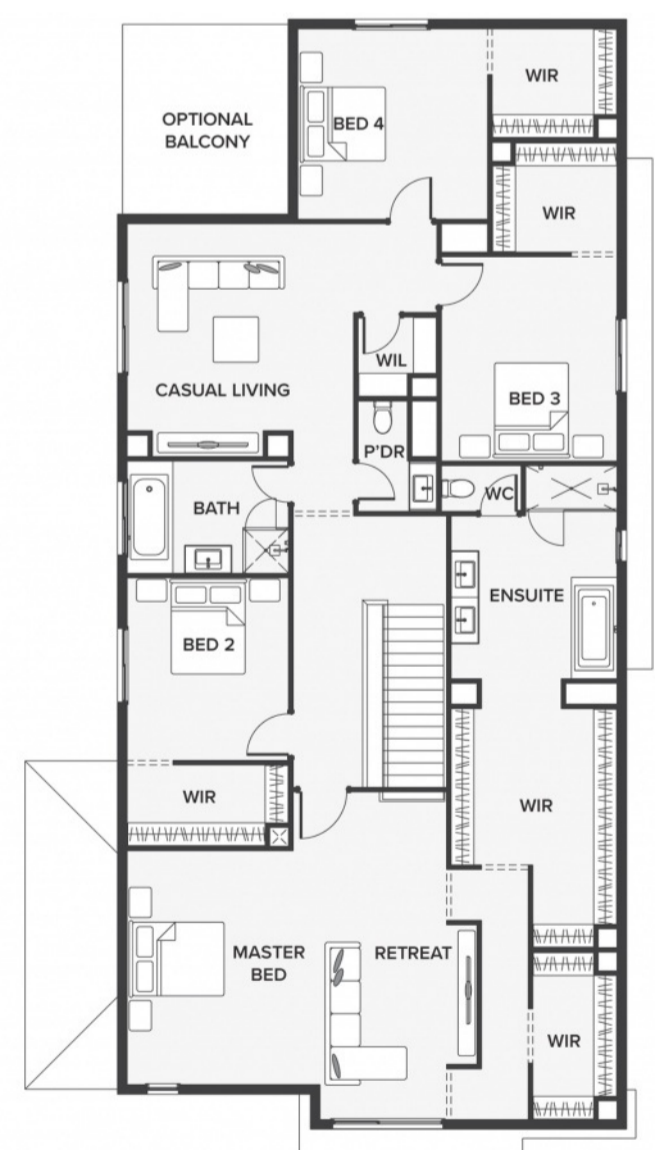 WIR
OPTIONAL
BALCONY
BED 4
WIR
WIL
CASUAL LIVING
BED 3
P'DR
WC
BATH
ENSUITE
BED 2
WIR
WIR
MASTER
BED
RETREAT
WIR